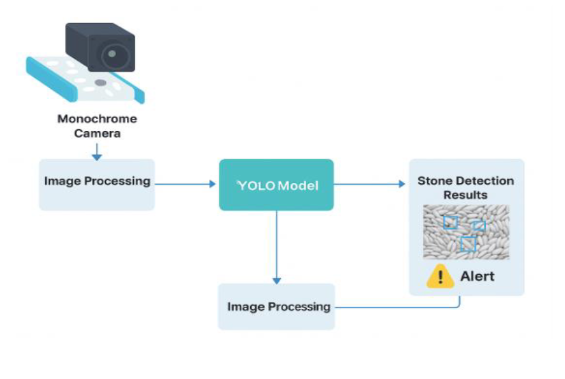 Monochrome
Camera
Image Processing
YOLO Model
Stone Detection
Results
Alert
Image Processing